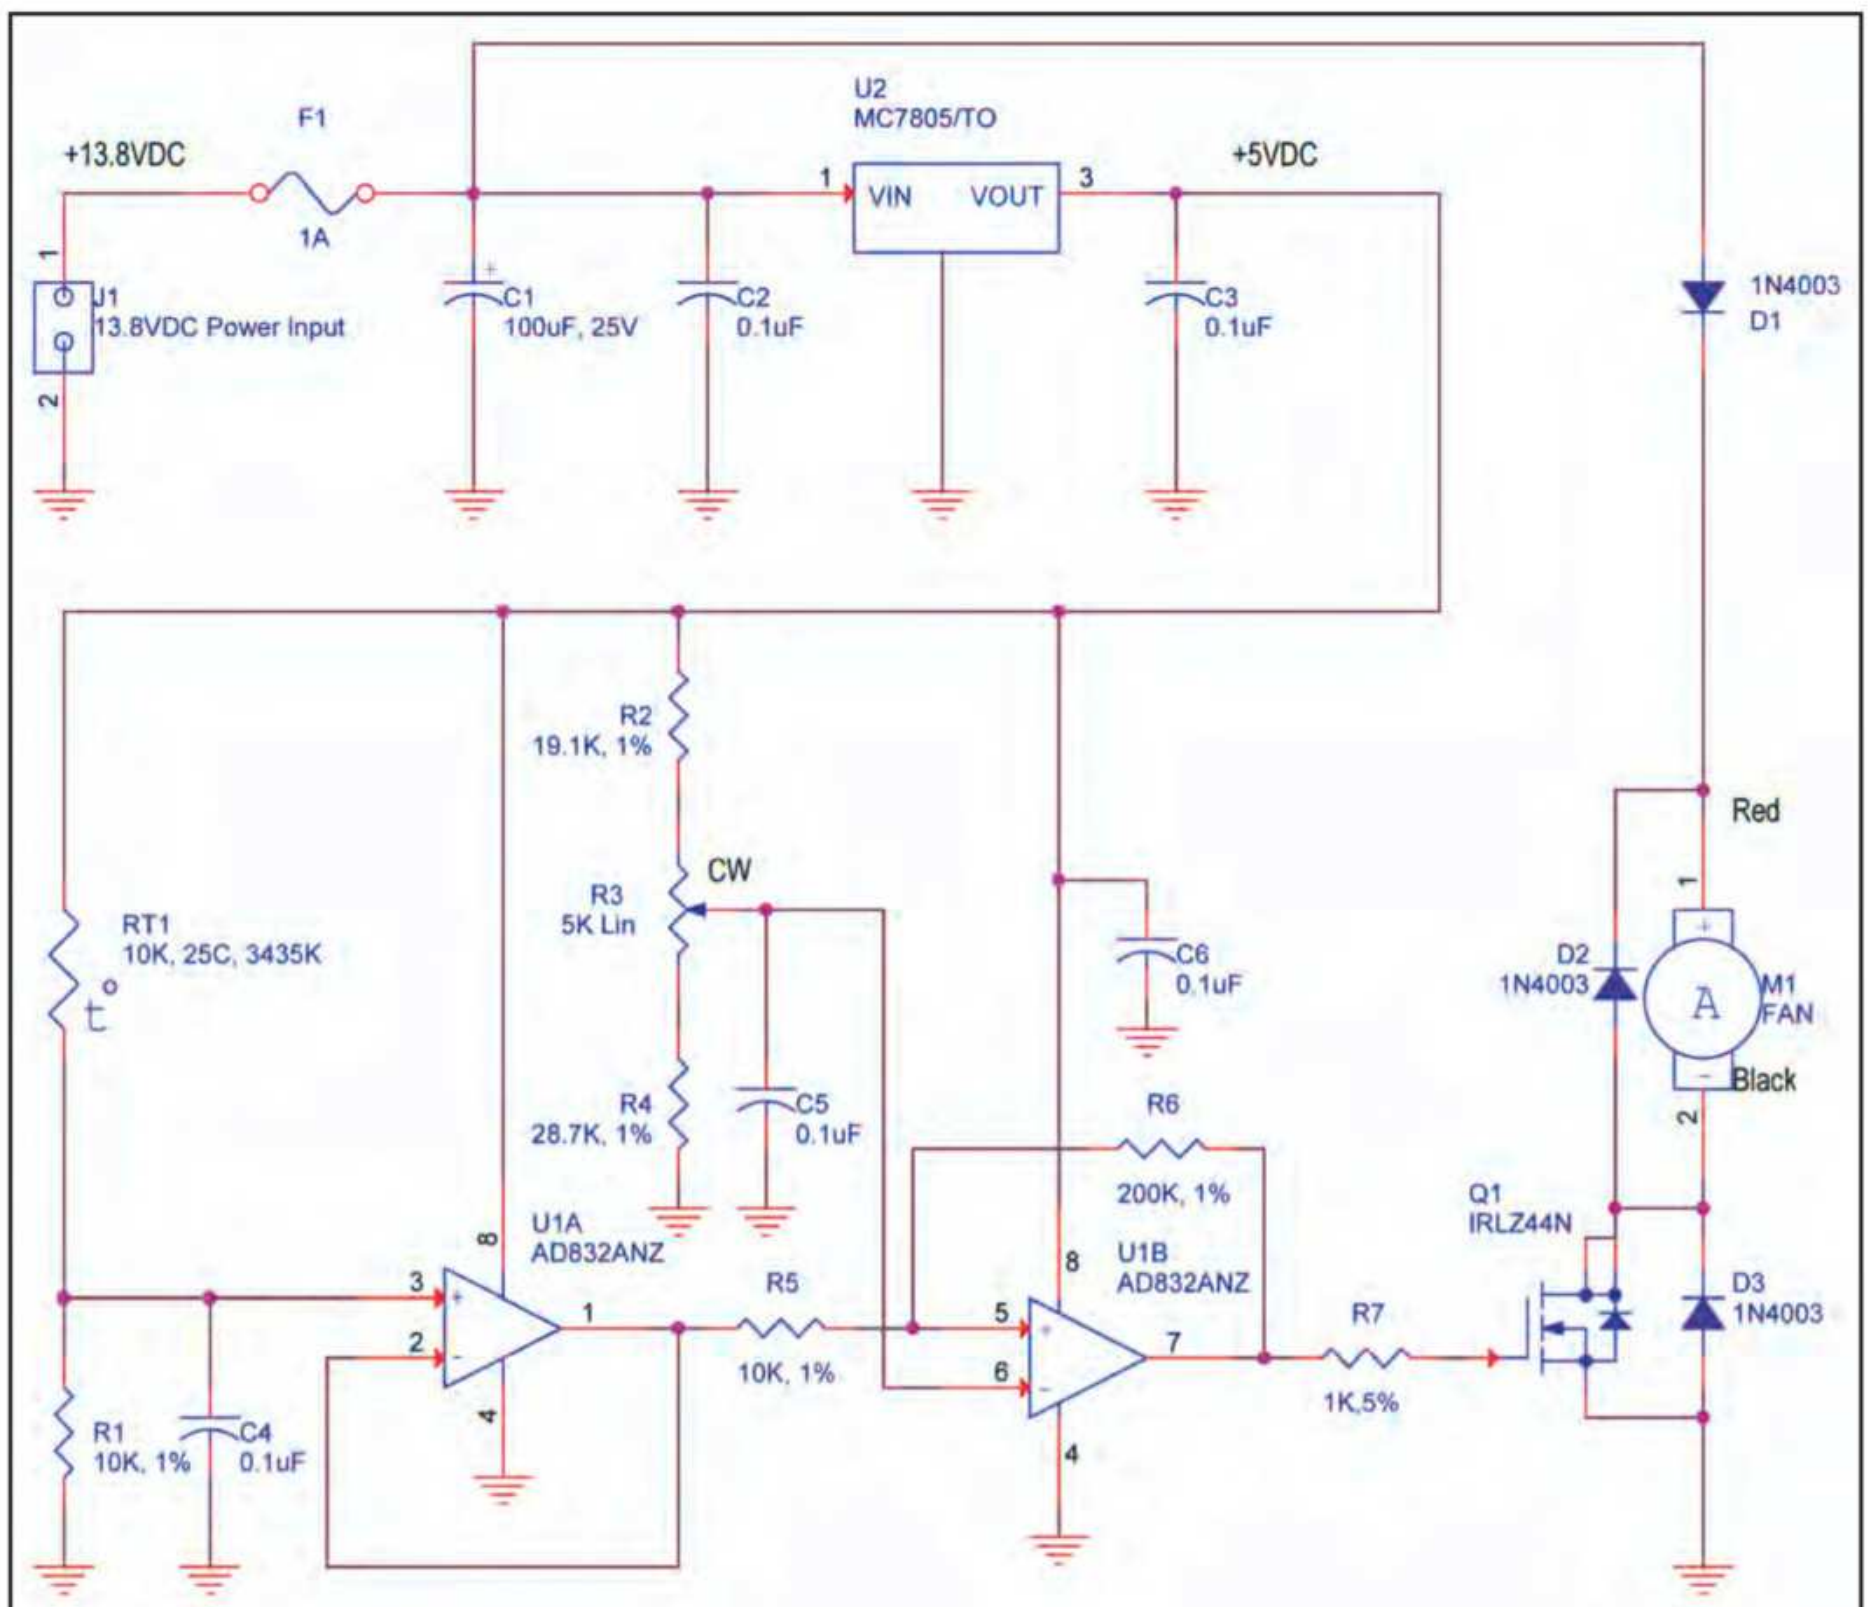 U2
MC7805/TO
F1
+13.8VDC
+5VDC
1
VIN
VOUT
3
1A
1
J1
13.8VDC Power Input
2
+
C1
100uF, 25V
C2
0.1uF
C3
0.1uF
1N4003
D1
R2
19.1K, 1%
Red
CW
R3
5K Lin
1
RT1
10K, 25C, 3435K
t°
+
C6
0.1uF
D2
1N4003
A
M1
FAN
-
Black
R4
28.7K, 1%
C5
0.1uF
R6
200K, 1%
2
Q1
IRLZ44N
U1A
AD832ANZ
8
U1B
AD832ANZ
8
3
+
1
R5
10K, 1%
5
+
7
R7
1K,5%
D3
1N4003
2
-
6
-
4
R1
10K, 1%
C4
0.1uF
4